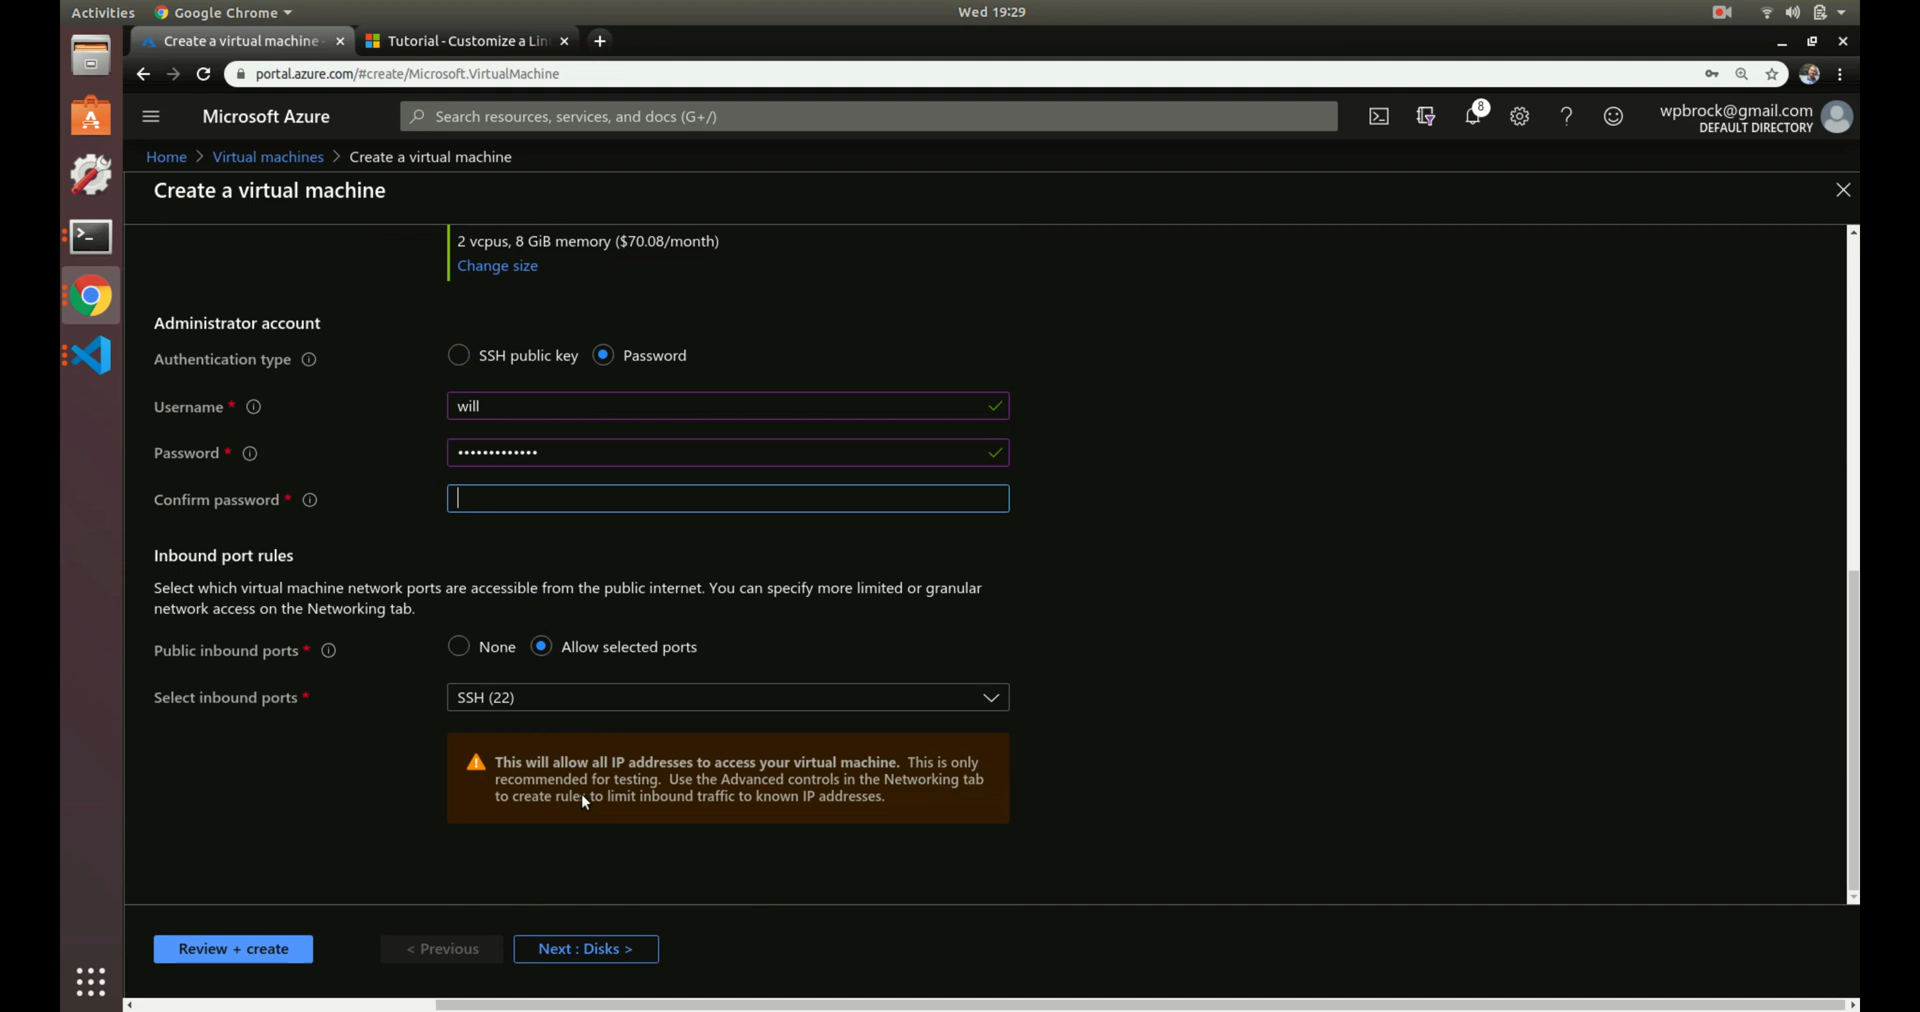 Activities
Google Chrome
Wed 19:29
Create a virtual machine -
Tutorial - Customize a Lin
portal.azure.com/#create/Microsoft.VirtualMachine
Microsoft Azure
Search resources, services, and docs (G+/)
8
wpbrock@gmail.com
DEFAULT DIRECTORY
Home > Virtual machines > Create a virtual machine
Create a virtual machine
2 vcpus, 8 GiB memory ($70.08/month)
Change size
Administrator account
Authentication type
SSH public key
Password
Username *
will
Password *
•••••••••••••
Confirm password *
Inbound port rules
Select which virtual machine network ports are accessible from the public internet. You can specify more limited or granular
network access on the Networking tab.
Public inbound ports *
None
Allow selected ports
Select inbound ports *
SSH (22)
This will allow all IP addresses to access your virtual machine. This is only
recommended for testing. Use the Advanced controls in the Networking tab
to create rules to limit inbound traffic to known IP addresses.
Review + create
< Previous
Next : Disks >